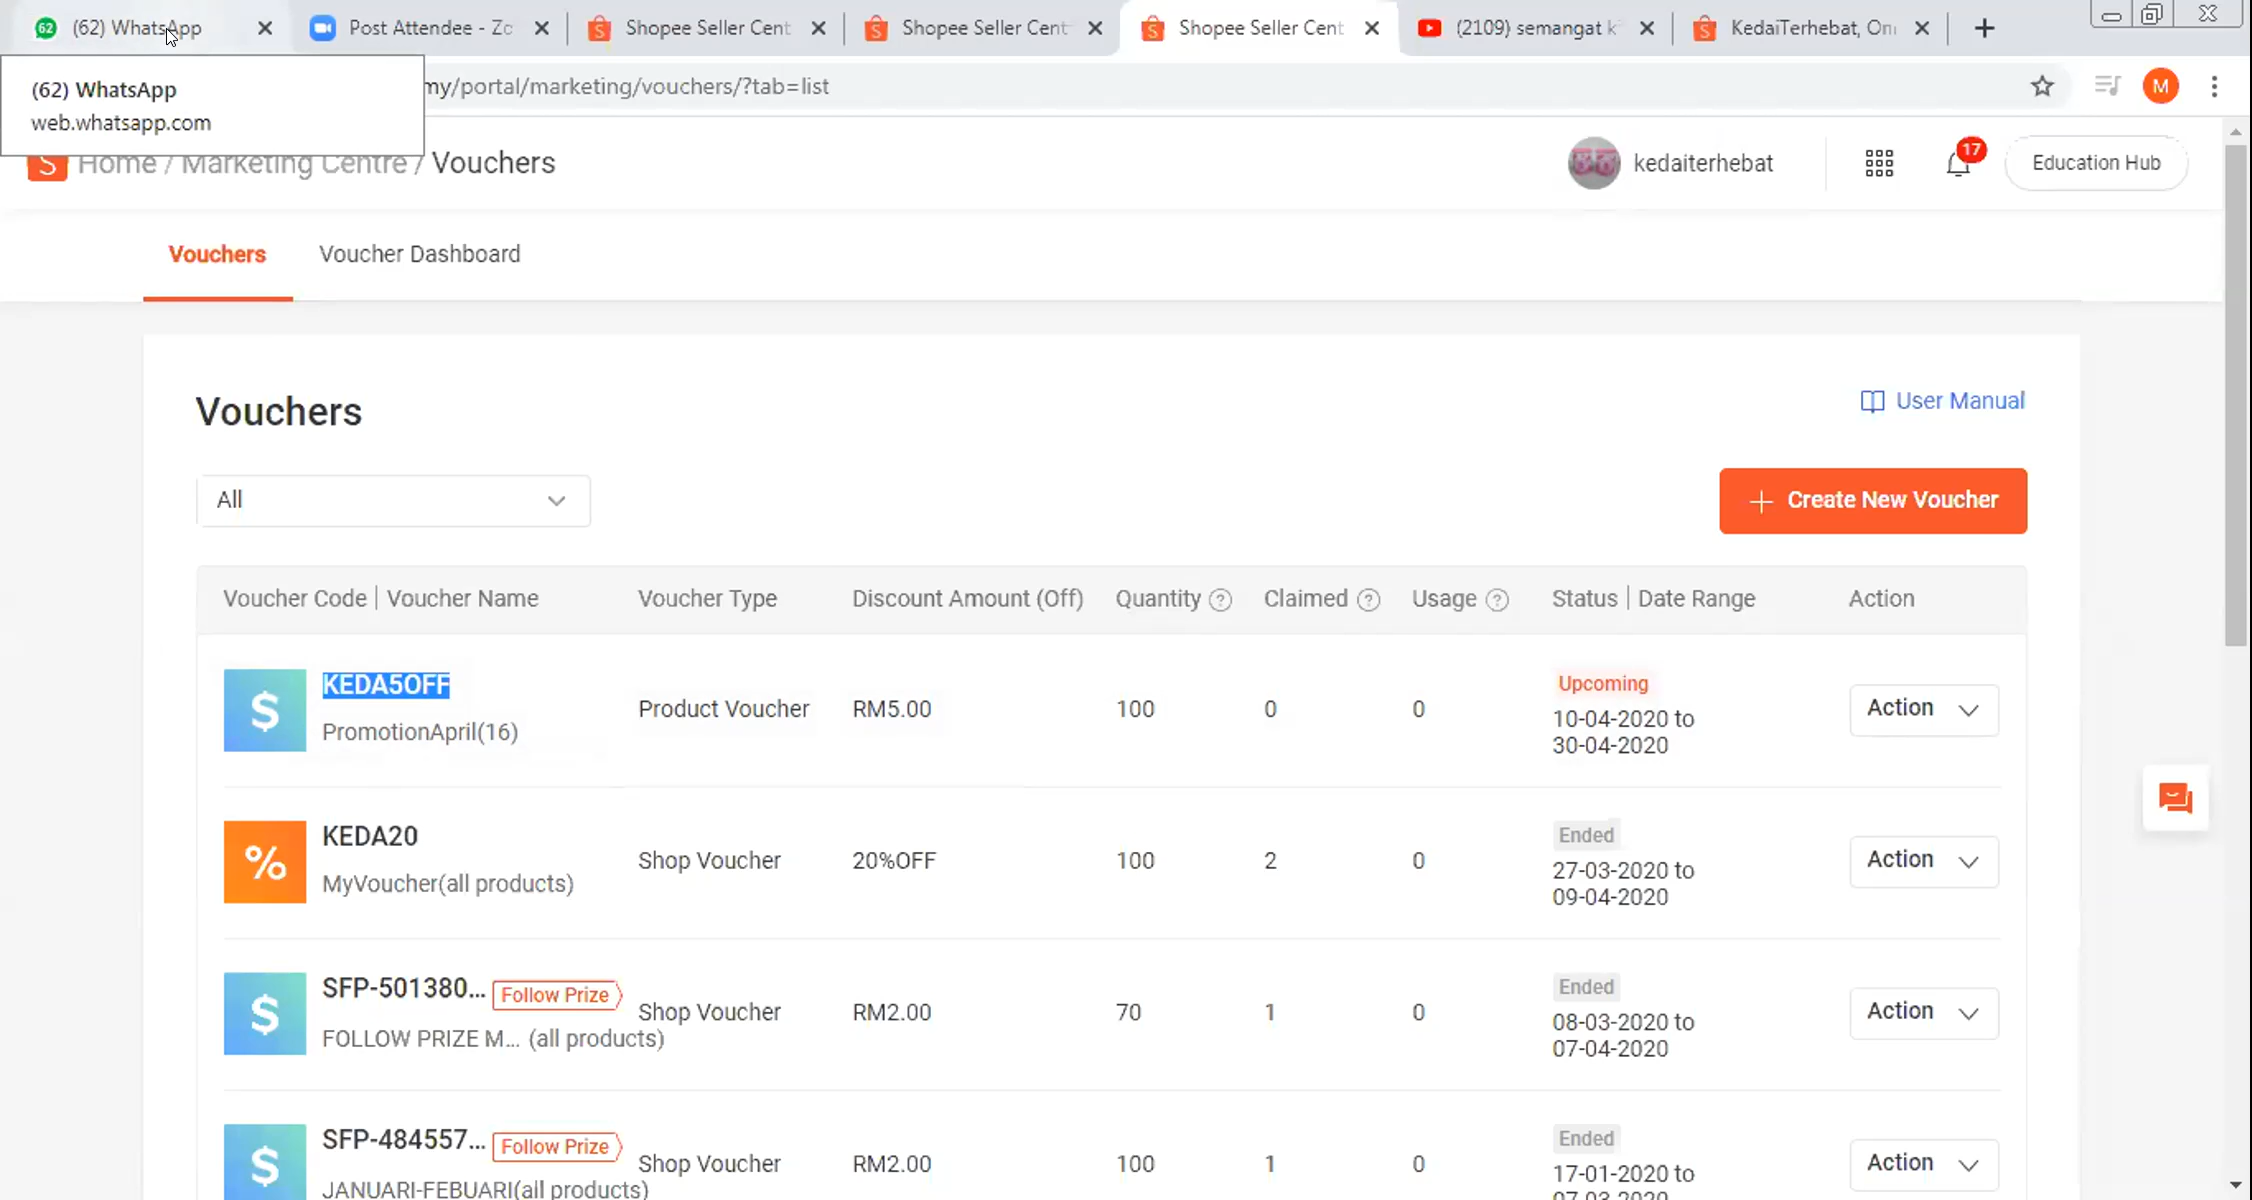 62 (62) WhatsApp
Post Attendee - Zo
Shopee Seller Cent
Shopee Seller Cent
Shopee Seller Cent
(2109) semangat k
KedaiTerhebat, On
(62) WhatsApp
web.whatsapp.com
my/portal/marketing/vouchers/?tab=list
M
Home / Marketing Centre / Vouchers
kedaiterhebat
17
Education Hub
Vouchers
Voucher Dashboard
Vouchers
User Manual
All
+ Create New Voucher
Voucher Code | Voucher Name Voucher Type Discount Amount (Off) Quantity ? Claimed ? Usage ? Status | Date Range Action
$ KEDA5OFF
PromotionApril(16)
Product Voucher RM5.00 100 0 0
Upcoming
10-04-2020 to
30-04-2020
Action
% KEDA20
MyVoucher(all products)
Shop Voucher 20%OFF 100 2 0
Ended
27-03-2020 to
09-04-2020
Action
$ SFP-501380... Follow Prize
FOLLOW PRIZE M... (all products)
Shop Voucher RM2.00 70 1 0
Ended
08-03-2020 to
07-04-2020
Action
$ SFP-484557... Follow Prize
JANUARI-FEBUARI(all products)
Shop Voucher RM2.00 100 1 0
Ended
17-01-2020 to
07-03-2020
Action